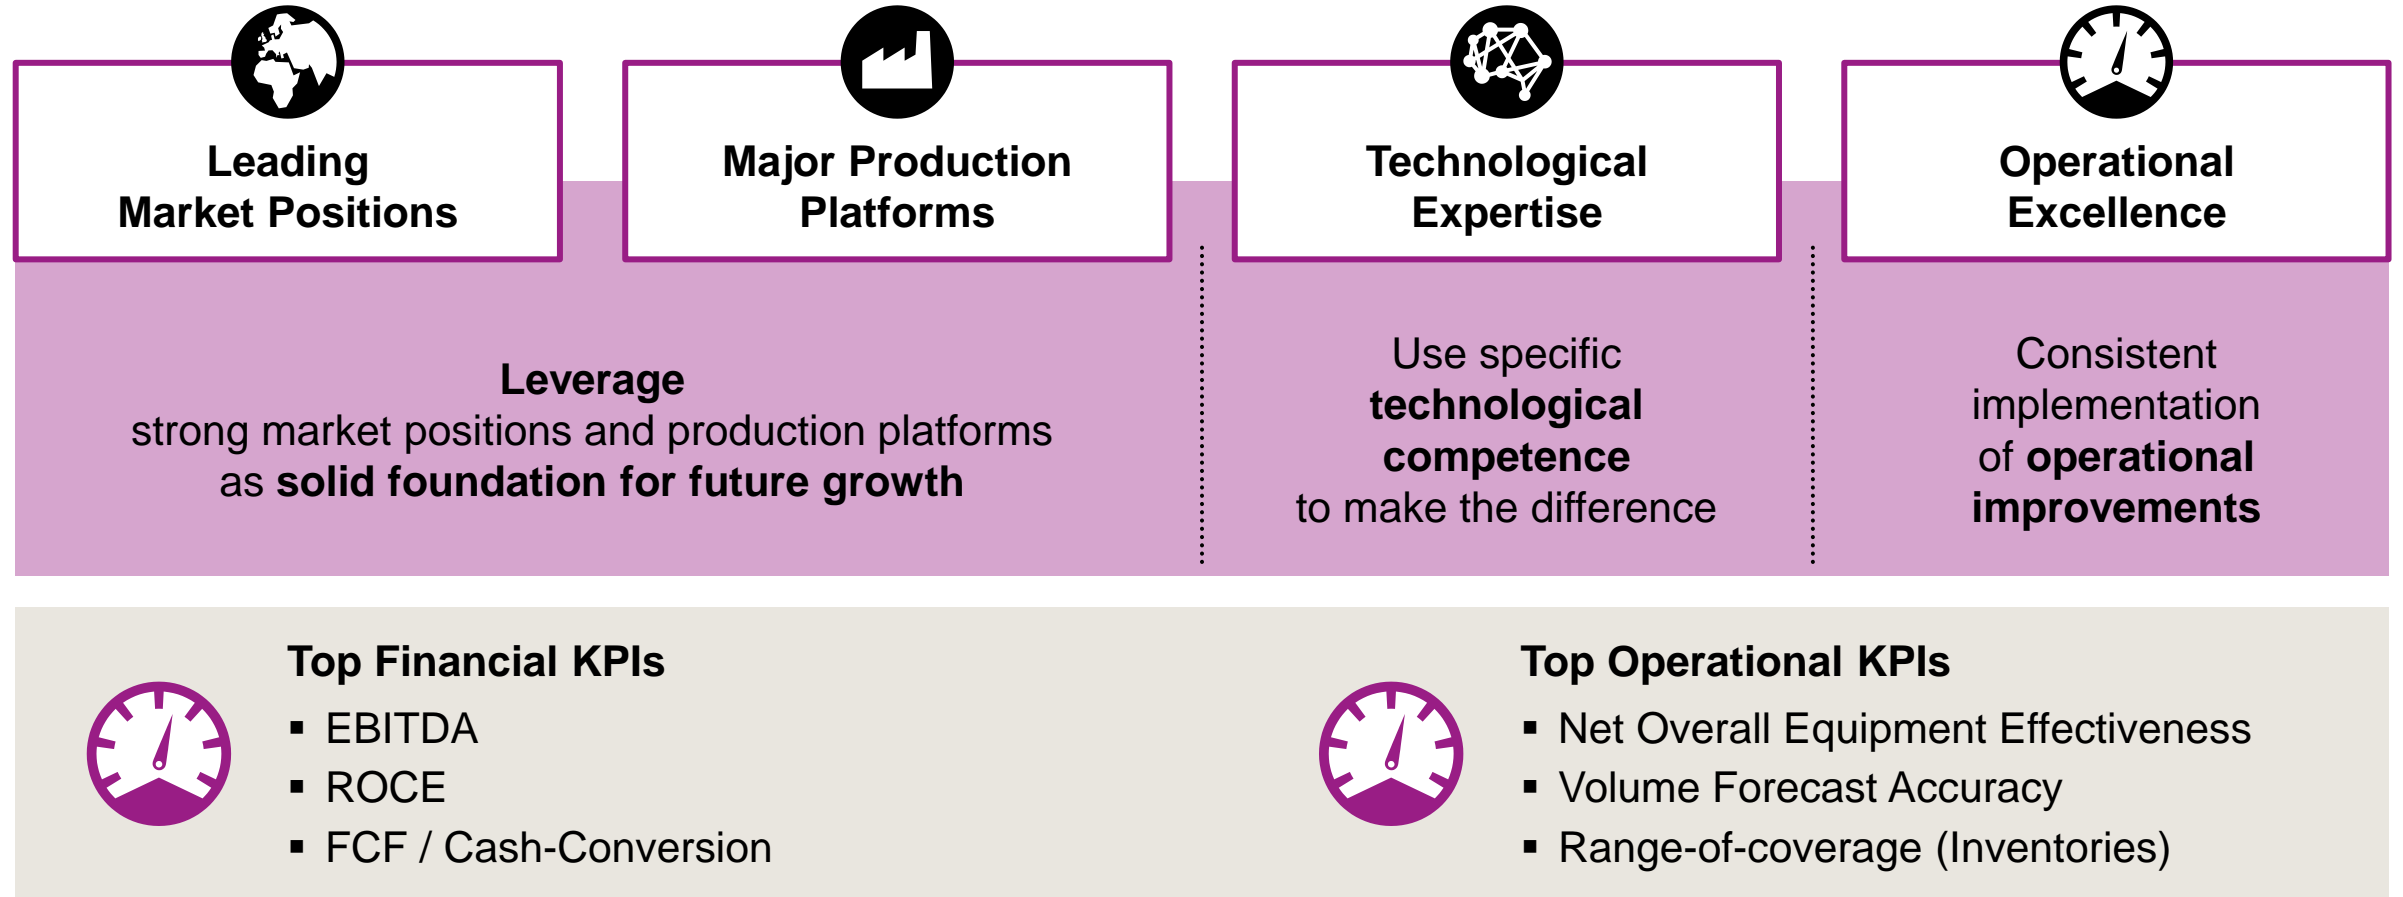 Leading
Market Positions
Major Production
Platforms
Technological
Expertise
Operational
Excellence
Leverage
strong market positions and production platforms
as solid foundation for future growth
Use specific
technological
competence
to make the difference
Consistent
implementation
of operational
improvements
Top Financial KPIs
▪ EBITDA
▪ ROCE
▪ FCF / Cash-Conversion
Top Operational KPIs
▪ Net Overall Equipment Effectiveness
▪ Volume Forecast Accuracy
▪ Range-of-coverage (Inventories)